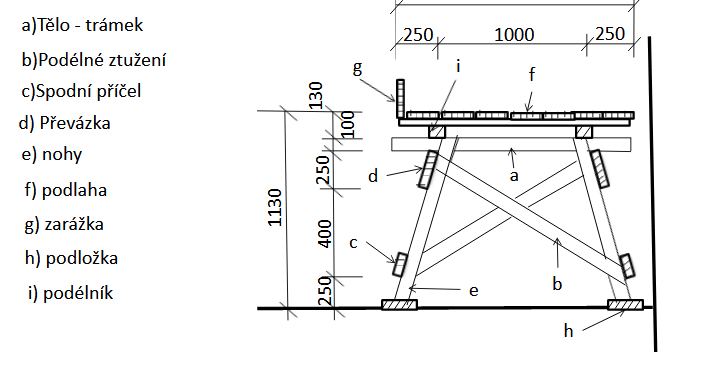 a)Tělo - trámek
b)Podélné ztužení
c)Spodní příčel
d) Převázka
e) nohy
f) podlaha
g) zarážka
h) podložka
i) podélník
250 1000 250
g i f
130
100
250
d a
1130
400
c
250
e b
h